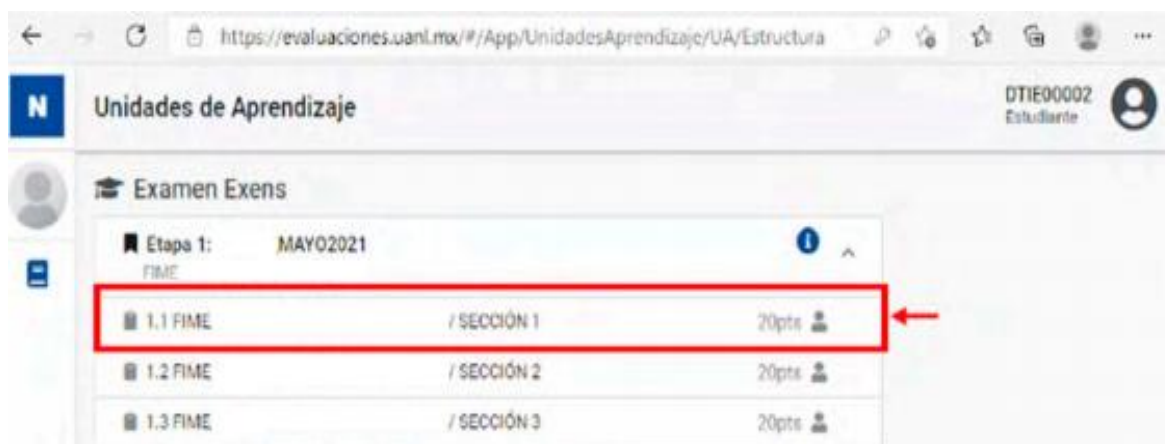 https://evaluaciones.uanl.mx/#/App/UnidadesAprendizaje/UA/Estructura
N Unidades de Aprendizaje DTIE00002
Estudiante
Examen Exens
Etapa 1: MAYO2021
FIME
1.1 FIME / SECCIÓN 1 20pts
1.2 FIME / SECCIÓN 2 20pts
1.3 FIME / SECCIÓN 3 20pts